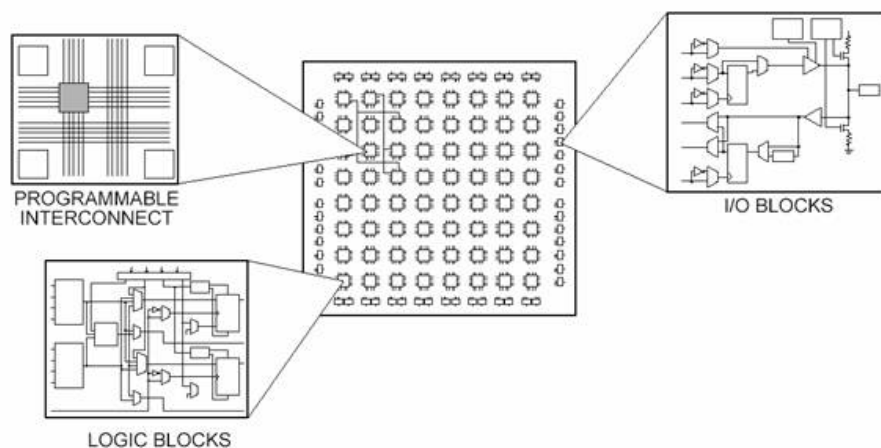 PROGRAMMABLE
INTERCONNECT
I/O BLOCKS
LOGIC BLOCKS